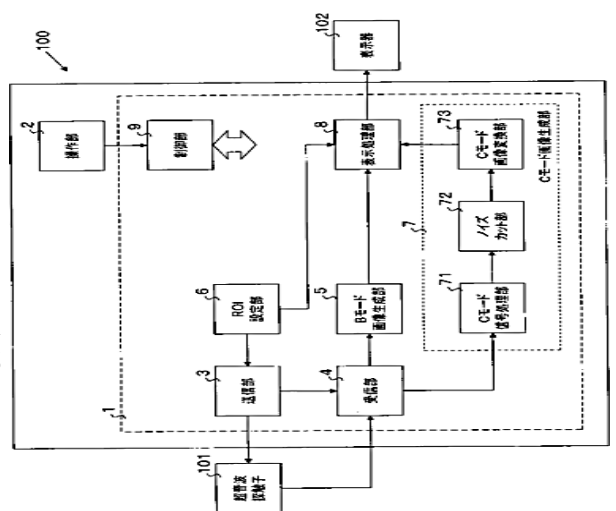 100
2
操作部
9
制御部
102
表示器
8
表示処理部
6
ROI
設定部
5
Bモード
画像生成部
7
73
Cモード
画像変換部
72
ノイズ
カット部
71
Cモード
信号処理部
Cモード画像生成部
1
3
送信部
4
受信部
101
超音波
探触子